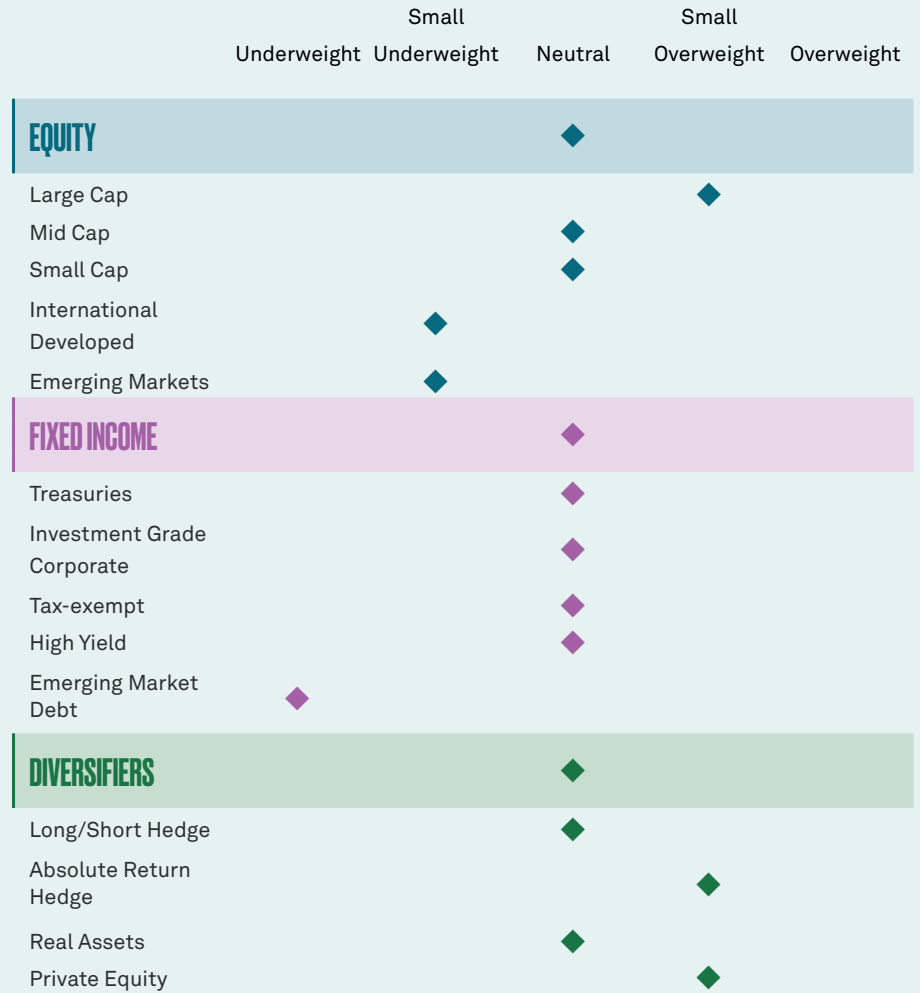 Small Small
Underweight Underweight Neutral Overweight Overweight
EQUITY
Large Cap
Mid Cap
Small Cap
International
Developed
Emerging Markets
FIXED INCOME
Treasuries
Investment Grade
Corporate
Tax-exempt
High Yield
Emerging Market
Debt
DIVERSIFIERS
Long/Short Hedge
Absolute Return
Hedge
Real Assets
Private Equity